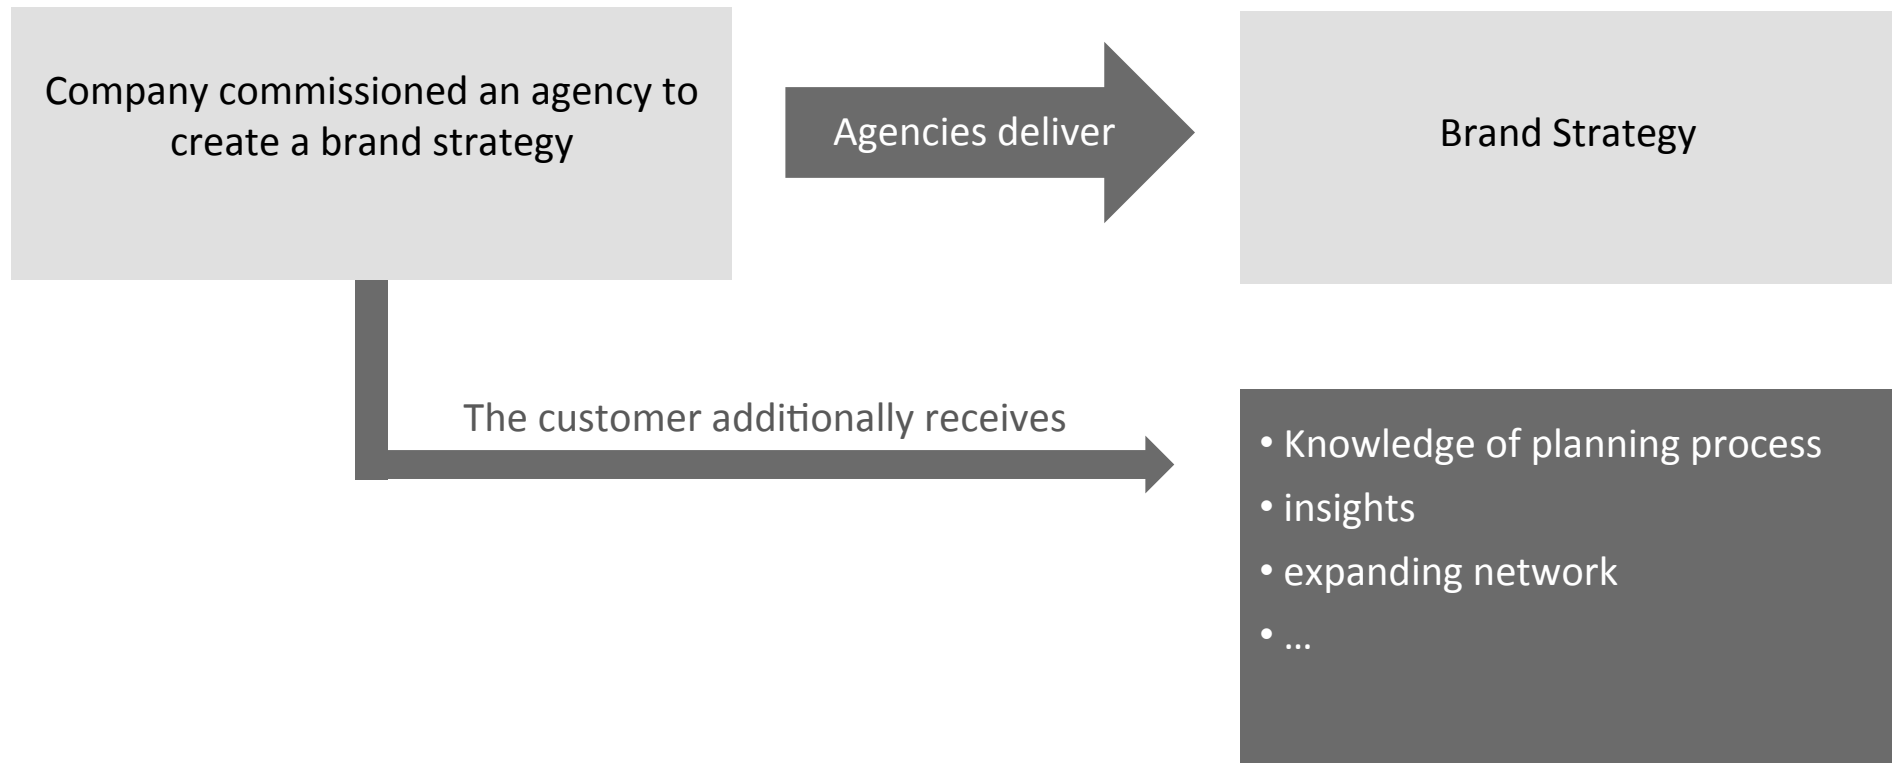 Company commissioned an agency to
create a brand strategy
Agencies deliver
Brand Strategy
The customer additionally receives
• Knowledge of planning process
• insights
• expanding network
• ...